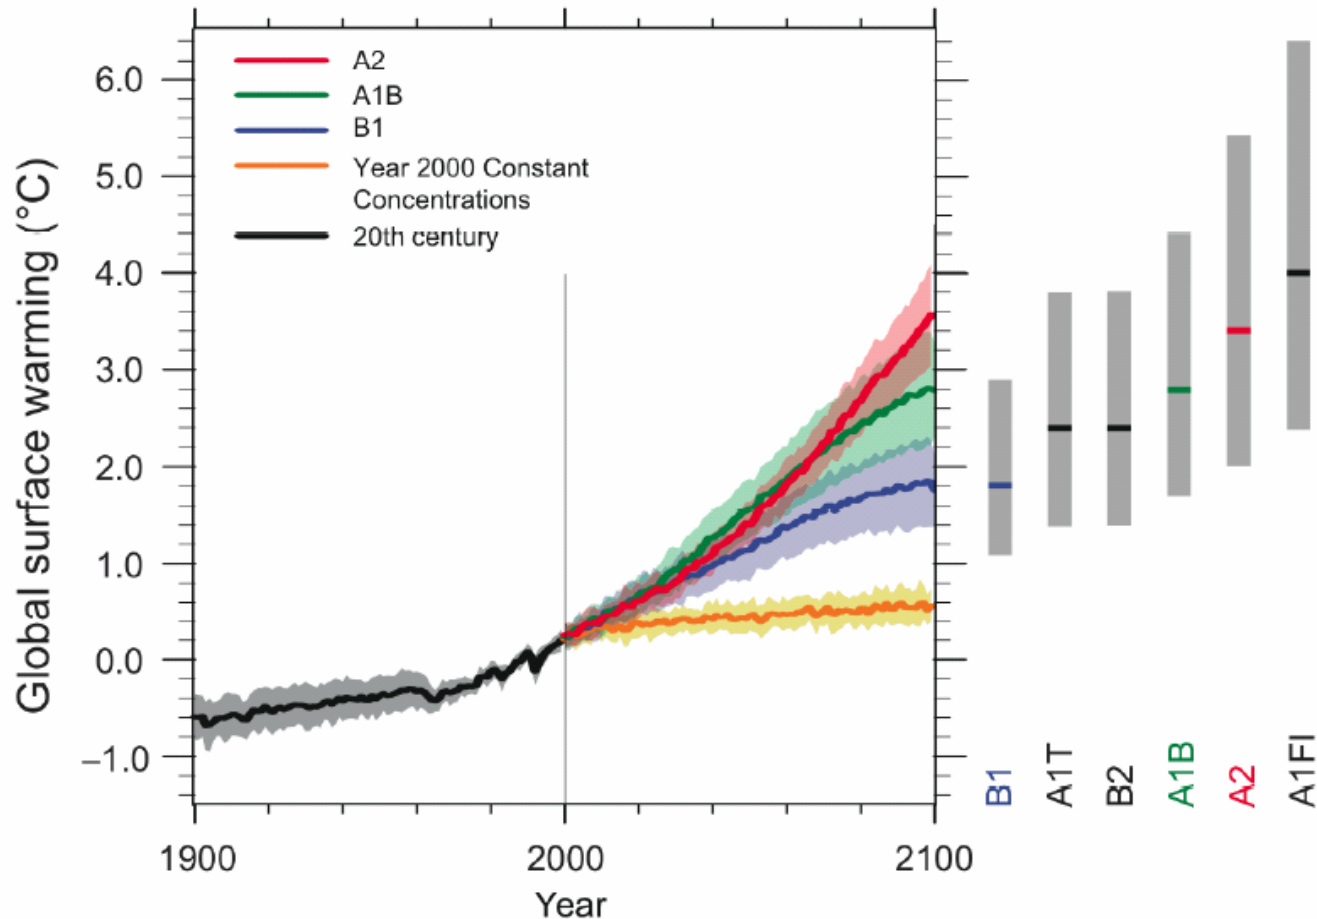 A2
A1B
B1
Year 2000 Constant
Concentrations
20th century
Global surface warming (°C)
6.0
5.0
4.0
3.0
2.0
1.0
0.0
–1.0
1900
2000
2100
Year
B1
A1T
B2
A1B
A2
A1FI